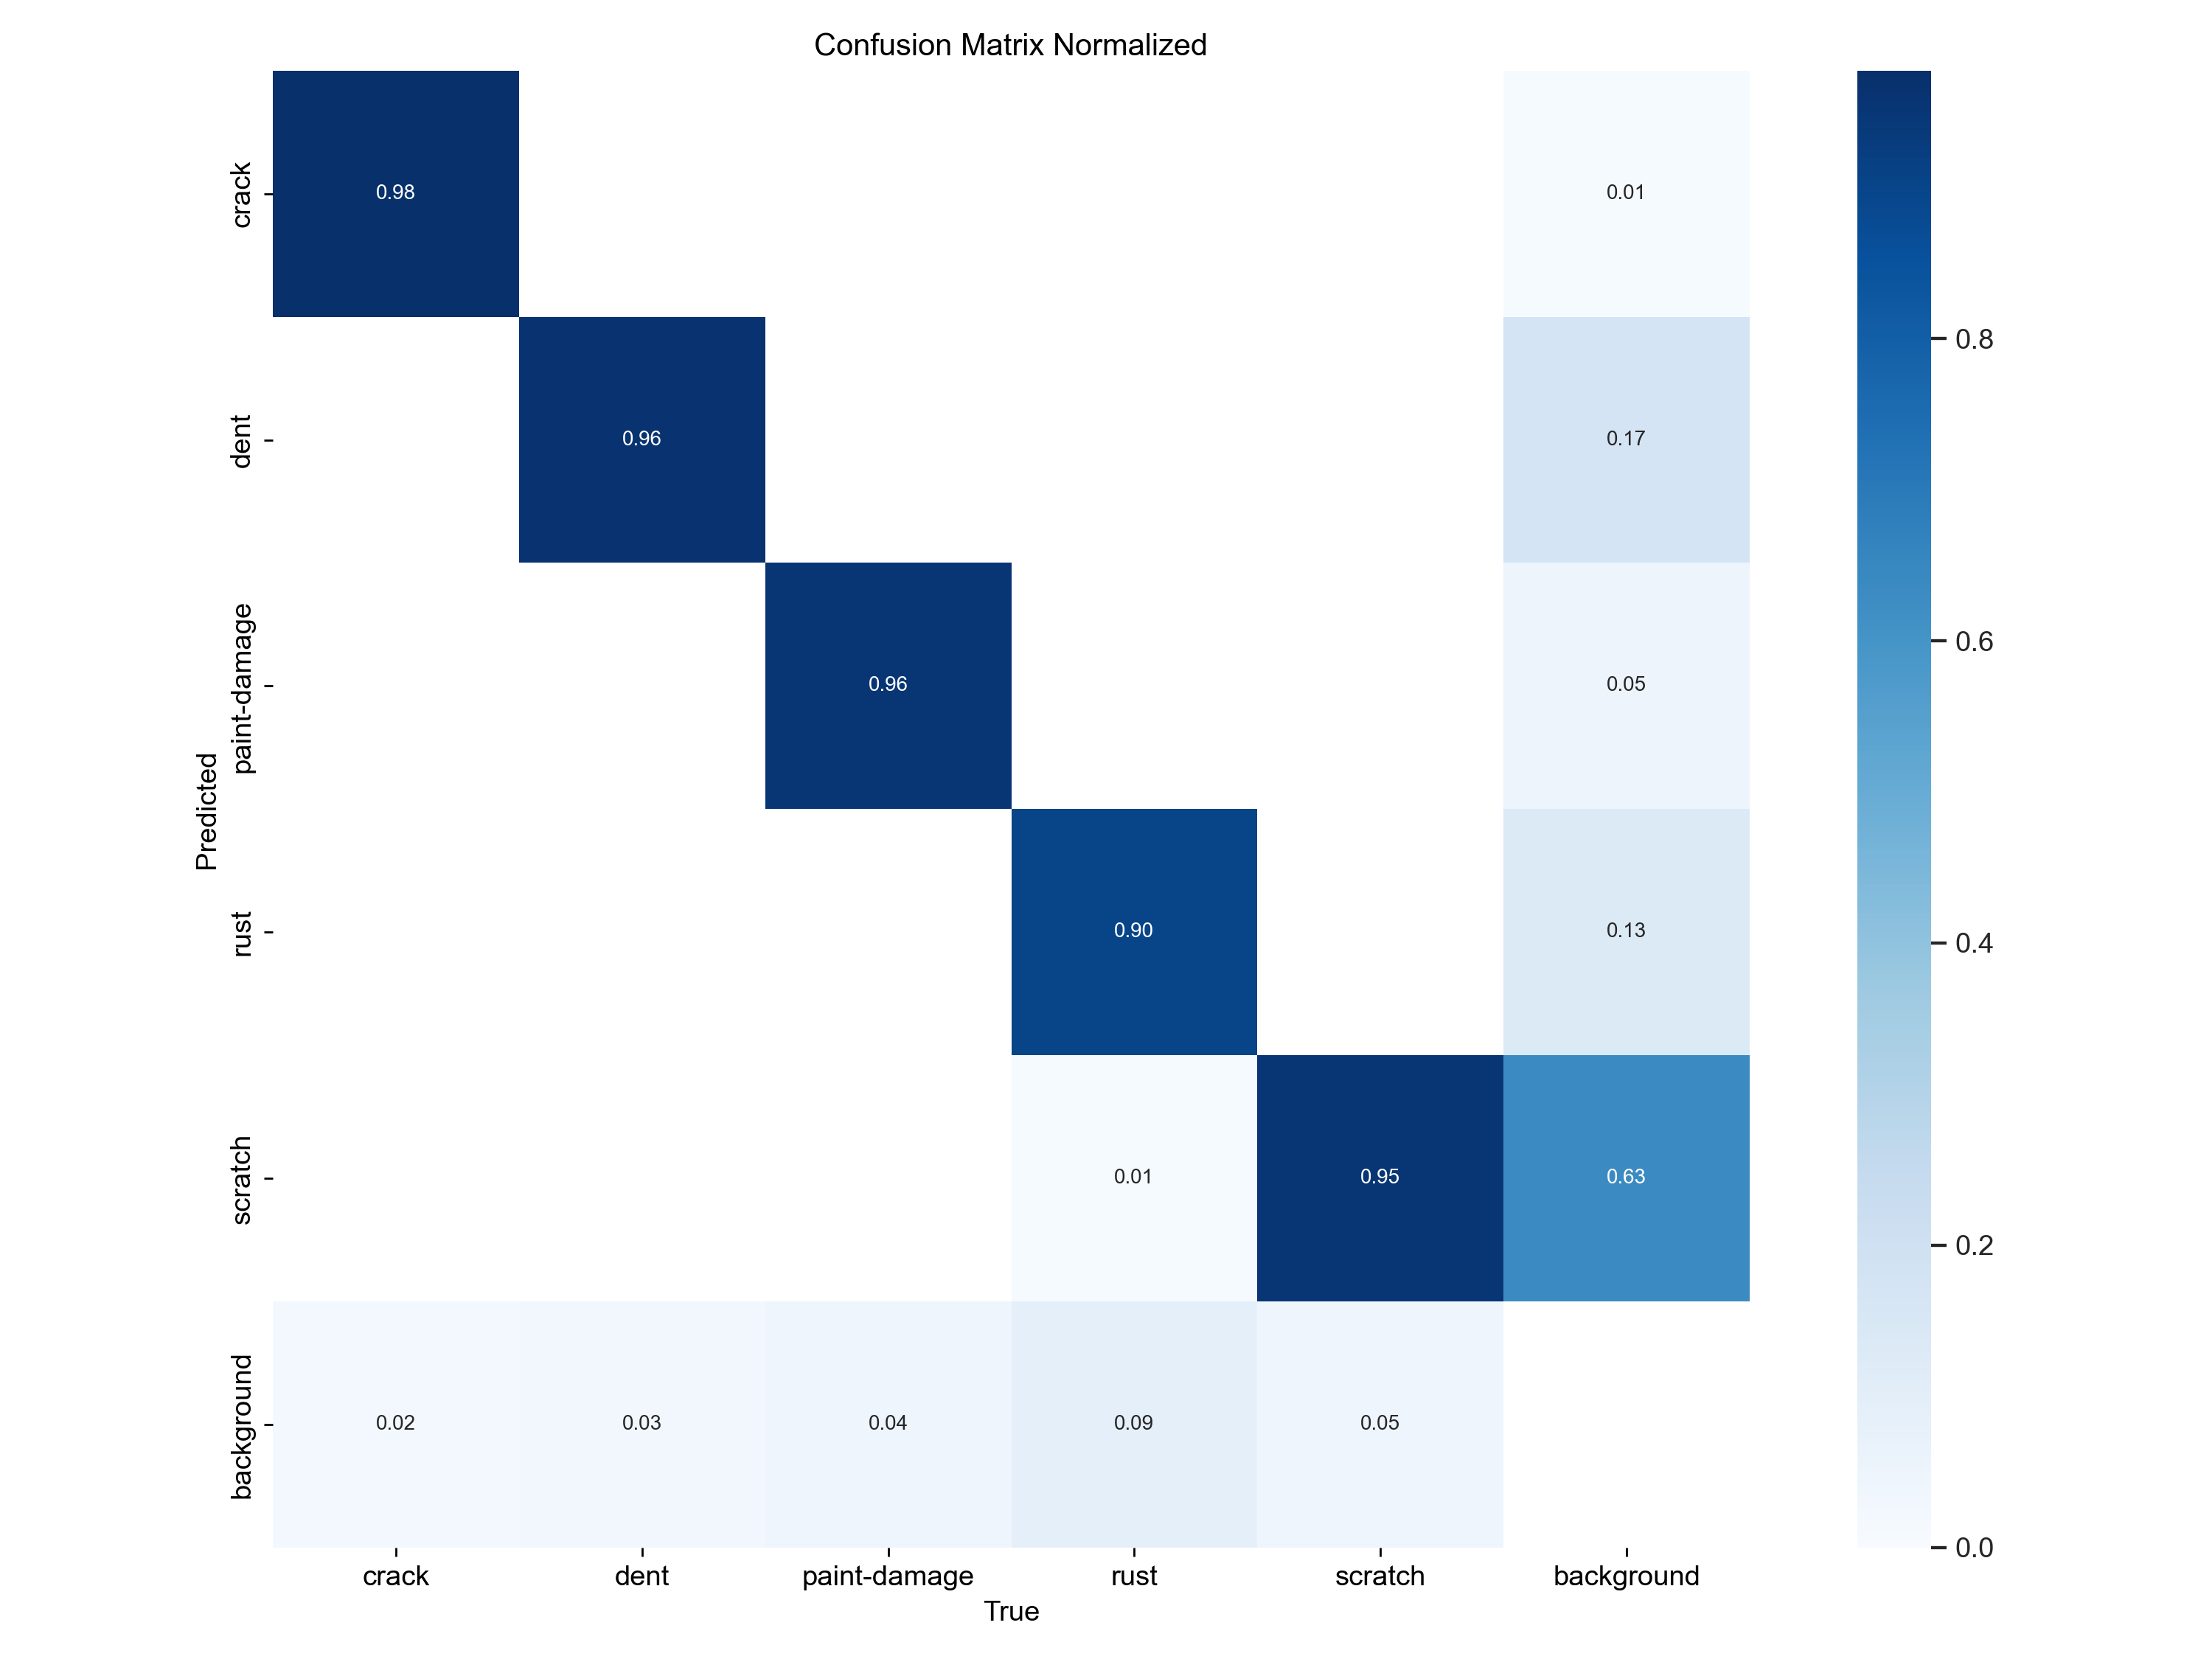 Confusion Matrix Normalized
crack
0.98
0.01
dent
0.96
0.17
paint-damage
0.96
0.05
rust
0.90
0.13
scratch
0.01
0.95
0.63
background
0.02
0.03
0.04
0.09
0.05
Predicted
crack
dent
paint-damage
rust
scratch
background
True
0.8
0.6
0.4
0.2
0.0